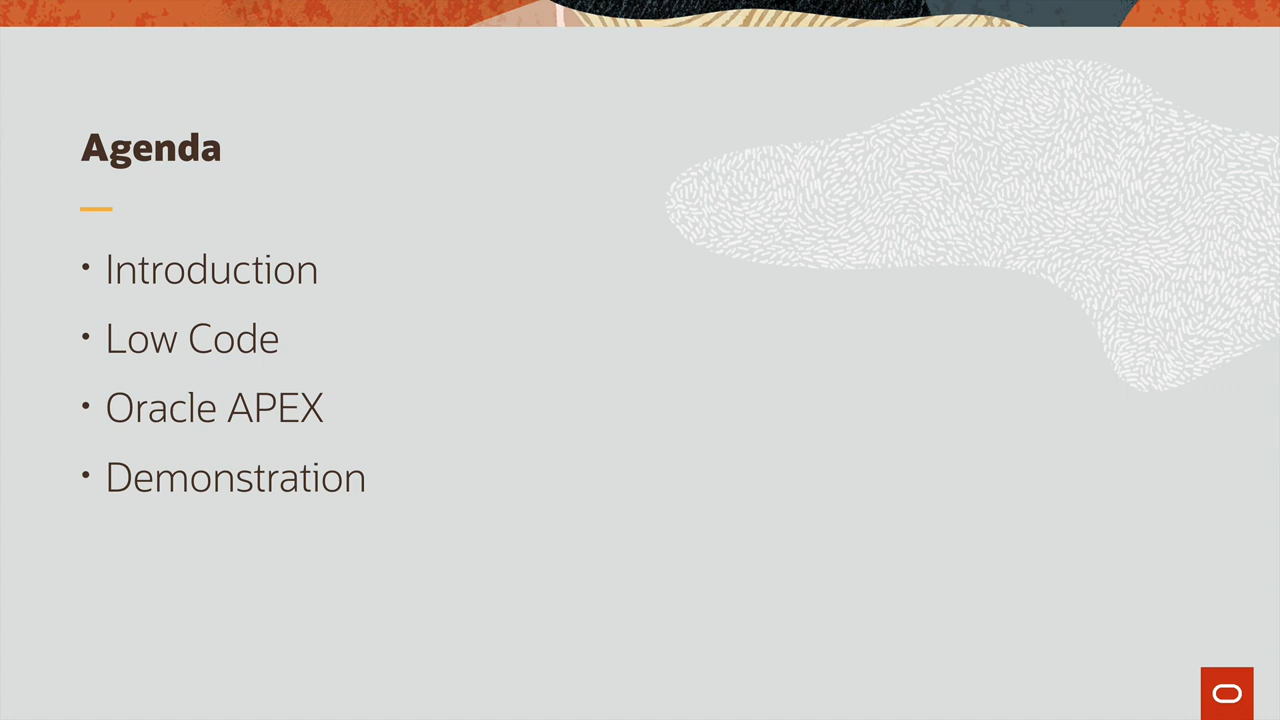 Agenda
• Introduction
• Low Code
• Oracle APEX
• Demonstration